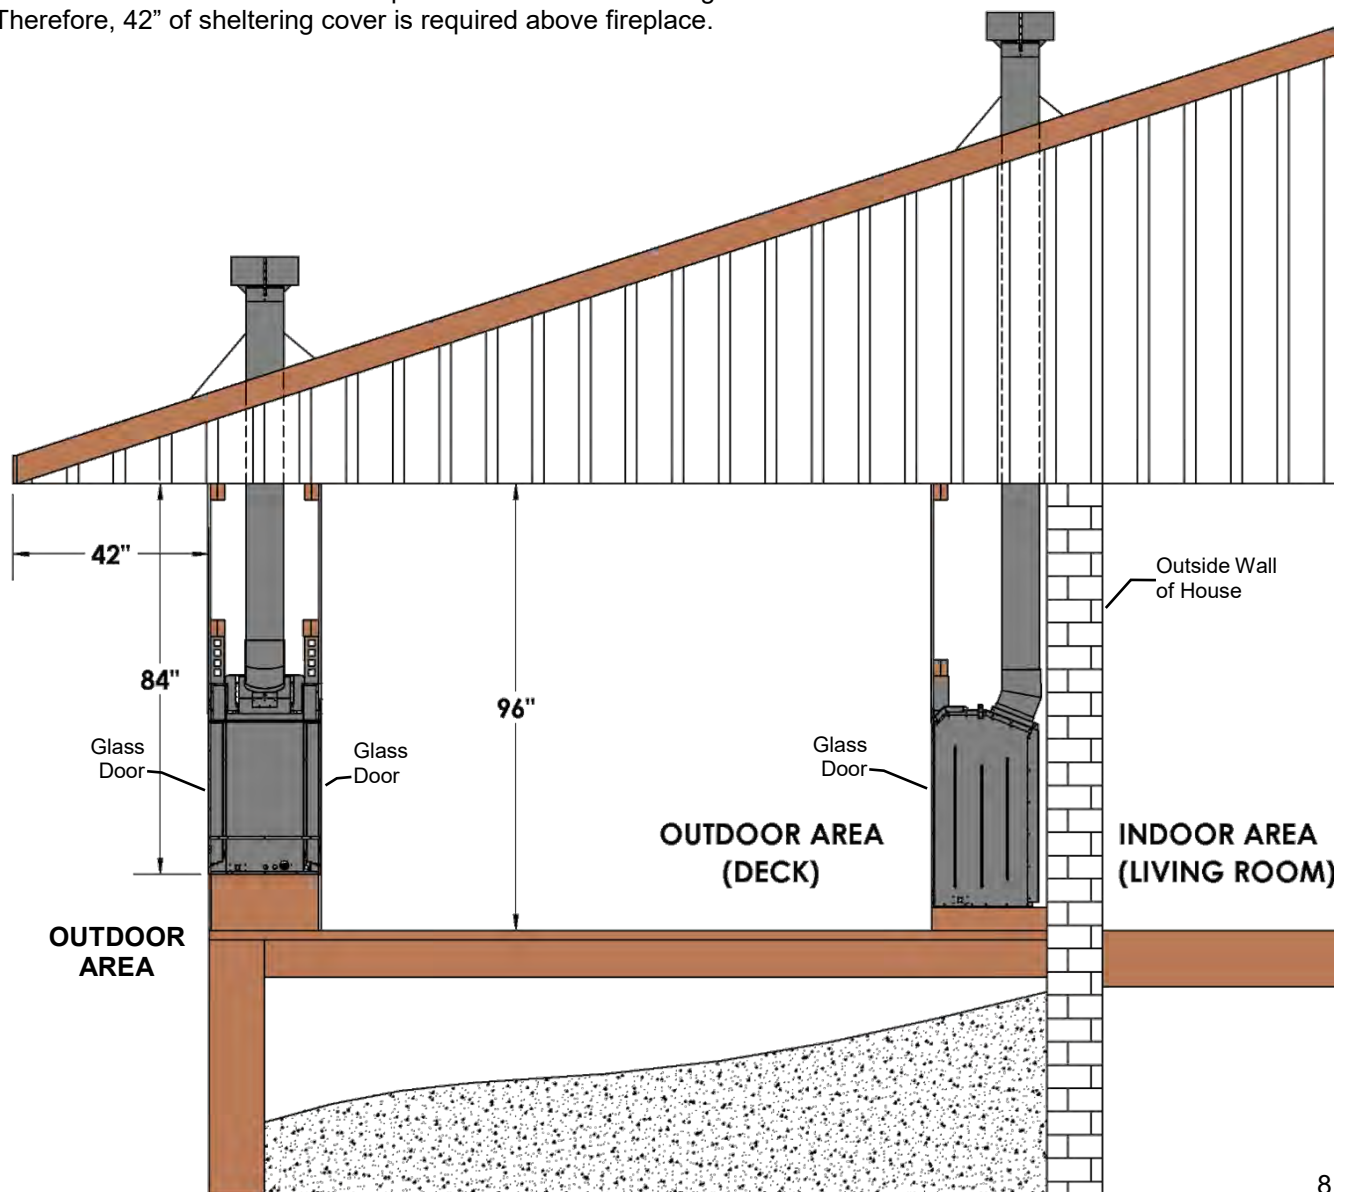 Therefore, 42” of sheltering cover is required above fireplace.
42"
84"
96"
Glass
Door
Glass
Door
Glass
Door
Outside Wall
of House
OUTDOOR AREA
(DECK)
INDOOR AREA
(LIVING ROOM)
OUTDOOR
AREA
8